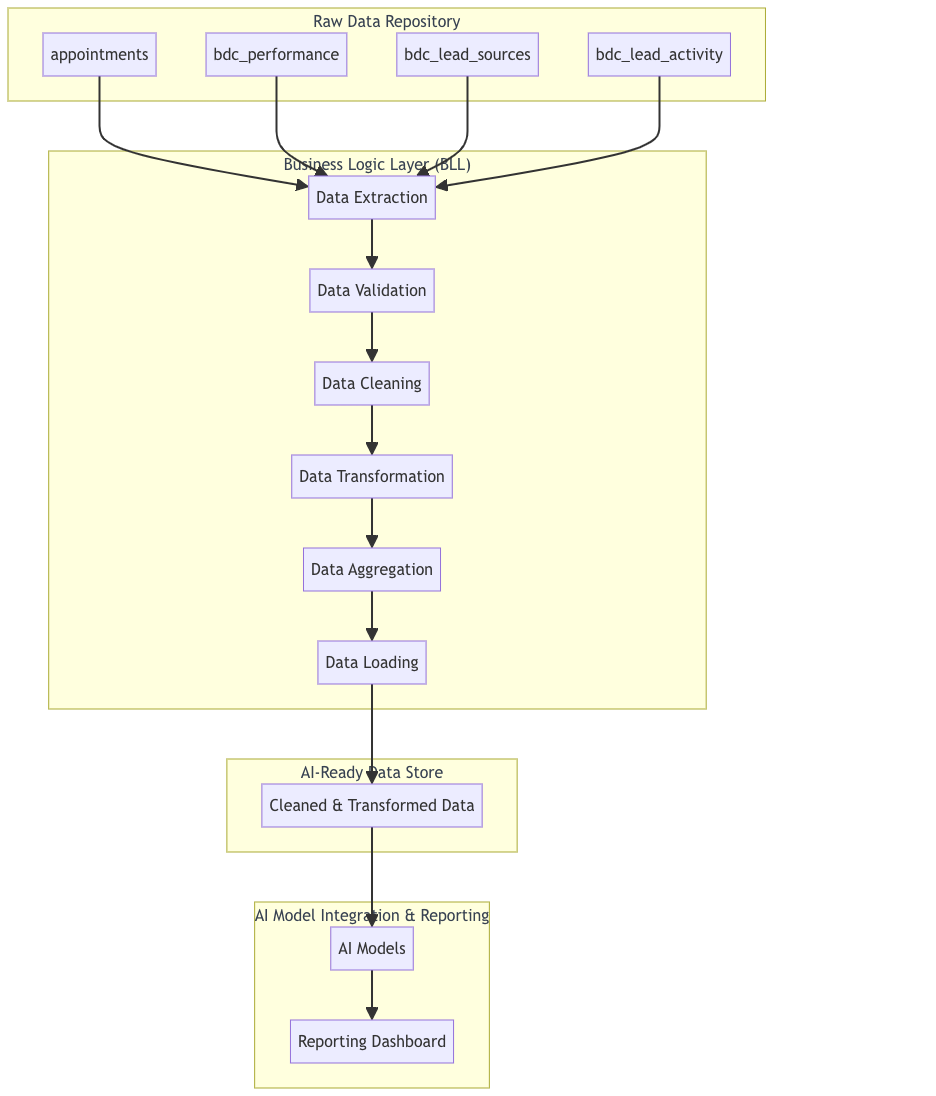 Raw Data Repository
appointments
bdc_performance
bdc_lead_sources
bdc_lead_activity
Business Logic Layer (BLL)
Data Extraction
Data Validation
Data Cleaning
Data Transformation
Data Aggregation
Data Loading
AI-Ready Data Store
Cleaned & Transformed Data
AI Model Integration & Reporting
AI Models
Reporting Dashboard